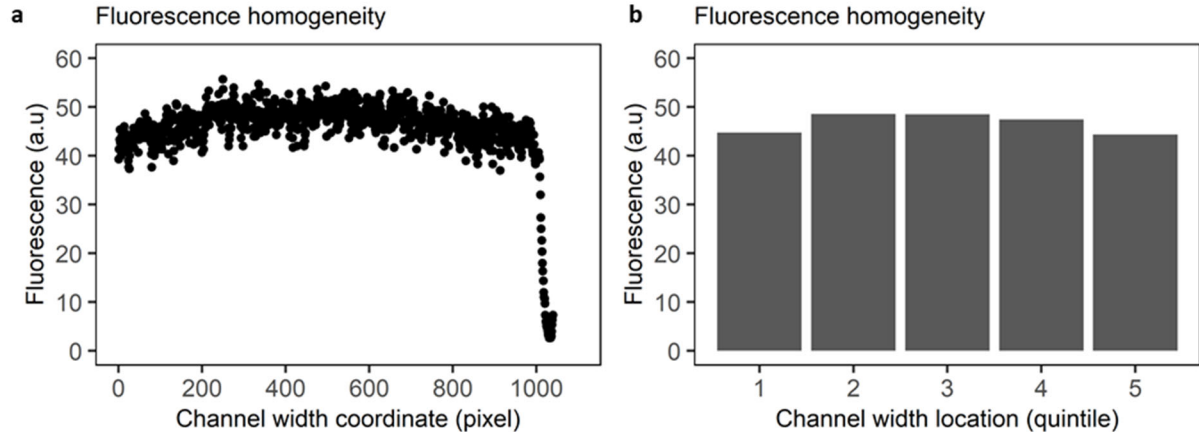 a Fluorescence homogeneity
Fluorescence (a.u)
60
50
40
30
20
10
0
0 200 400 600 800 1000
Channel width coordinate (pixel)
b Fluorescence homogeneity
Fluorescence (a.u)
60
50
40
30
20
10
0
1 2 3 4 5
Channel width location (quintile)